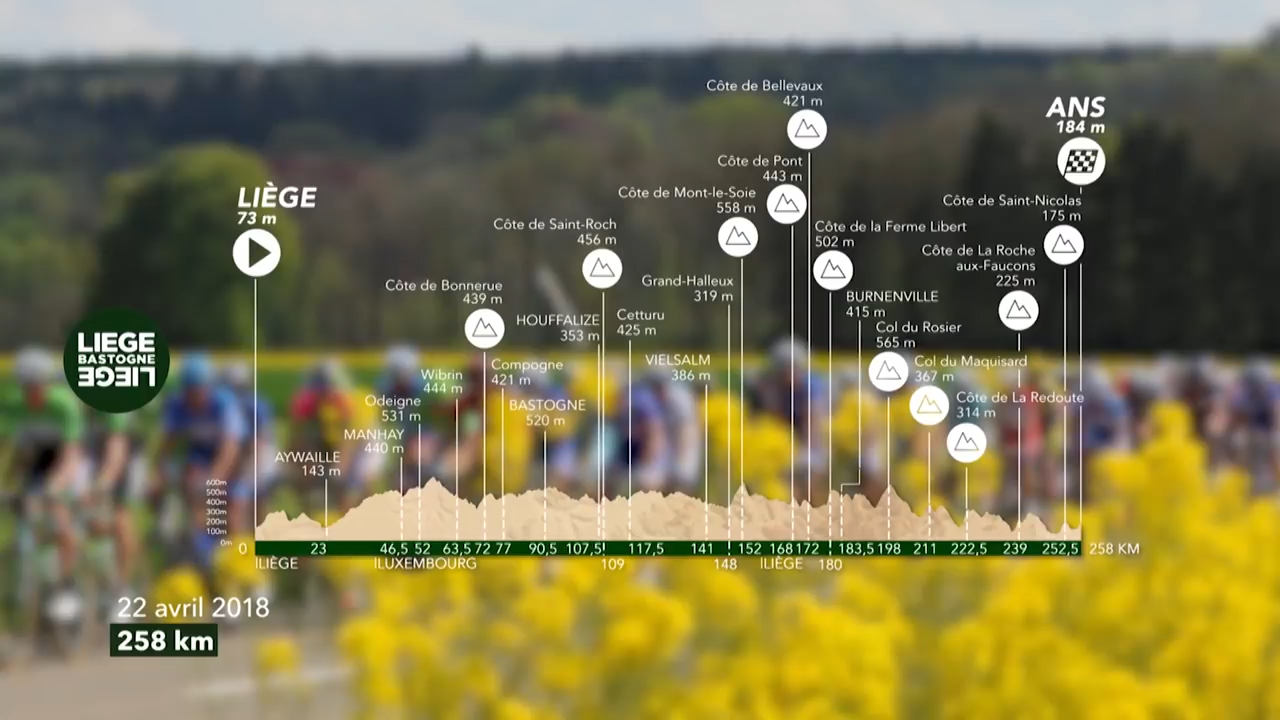 Côte de Bellevaux
421 m
ANS
184 m
Côte de Pont
443 m
Côte de Mont-le-Soie
558 m
LIÈGE
73 m
Côte de Saint-Nicolas
175 m
Côte de Saint-Roch
456 m
Côte de la Ferme Libert
502 m
Côte de La Roche
aux-Faucons
225 m
Grand-Halleux
319 m
Côte de Bonnerue
439 m
BURNENVILLE
415 m
HOUFFALIZE
353 m
Cetturu
425 m
Col du Rosier
565 m
LIEGE
BASTOGNE
LIEGE
Wibrin
444 m
Compogne
421 m
VIELSALM
386 m
Col du Maquisard
367 m
Odeigne
531 m
BASTOGNE
520 m
Côte de La Redoute
314 m
MANHAY
440 m
AYWAILLE
143 m
600m
500m
400m
300m
200m
100m
0m
0 23 46,5 52 63,5 72 77 90,5 107,5 117,5 141 152 168 172 183,5 198 211 222,5 239 252,5 258 KM
LIÈGE LUXEMBOURG 109 148 LIÈGE 180
22 avril 2018
258 km